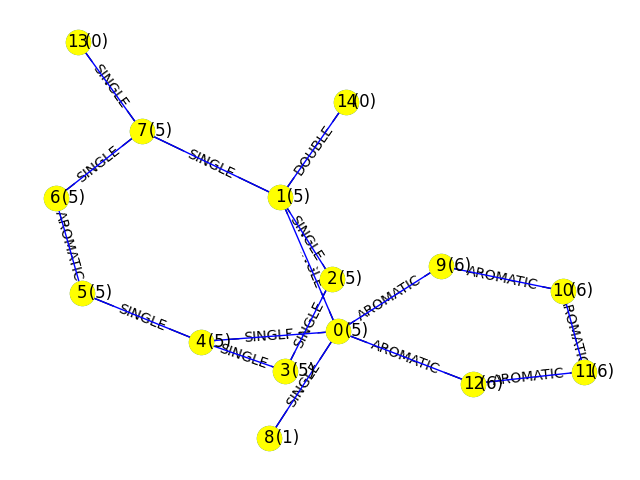 13(0)
SINGLE
14(0)
7(5)
SINGLE
SINGLE
DOUBLE
6(5)
1(5)
AROMATIC
SINGLE
2(5)
9(6)
AROMATIC
10(6)
5(5)
SINGLE
SINGLE
AROMATIC
AROMATIC
4(5)
SINGLE
0(5)
SINGLE
3(5)
AROMATIC
12(6)
AROMATIC
11(6)
SINGLE
8(1)